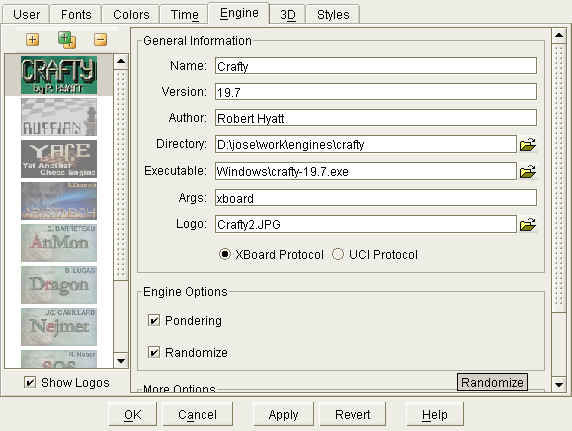 User Fonts Colors Time Engine 3D Styles
CRAFTY
by R. HYATT
YACE
Yet Another
Chess Engine
C. BARRETEAU
AnMon
D. LUGAS
Dragon
Nejmet
SOS
Show Logos
General Information
Name: Crafty
Version: 19.7
Author: Robert Hyatt
Directory: D:\jose\work\engines\crafty
Executable: Windows\crafty-19.7.exe
Args: xboard
Logo: Crafty2.JPG
XBoard Protocol UCI Protocol
Engine Options
Pondering
Randomize
More Options
Randomize
OK Cancel Apply Revert Help